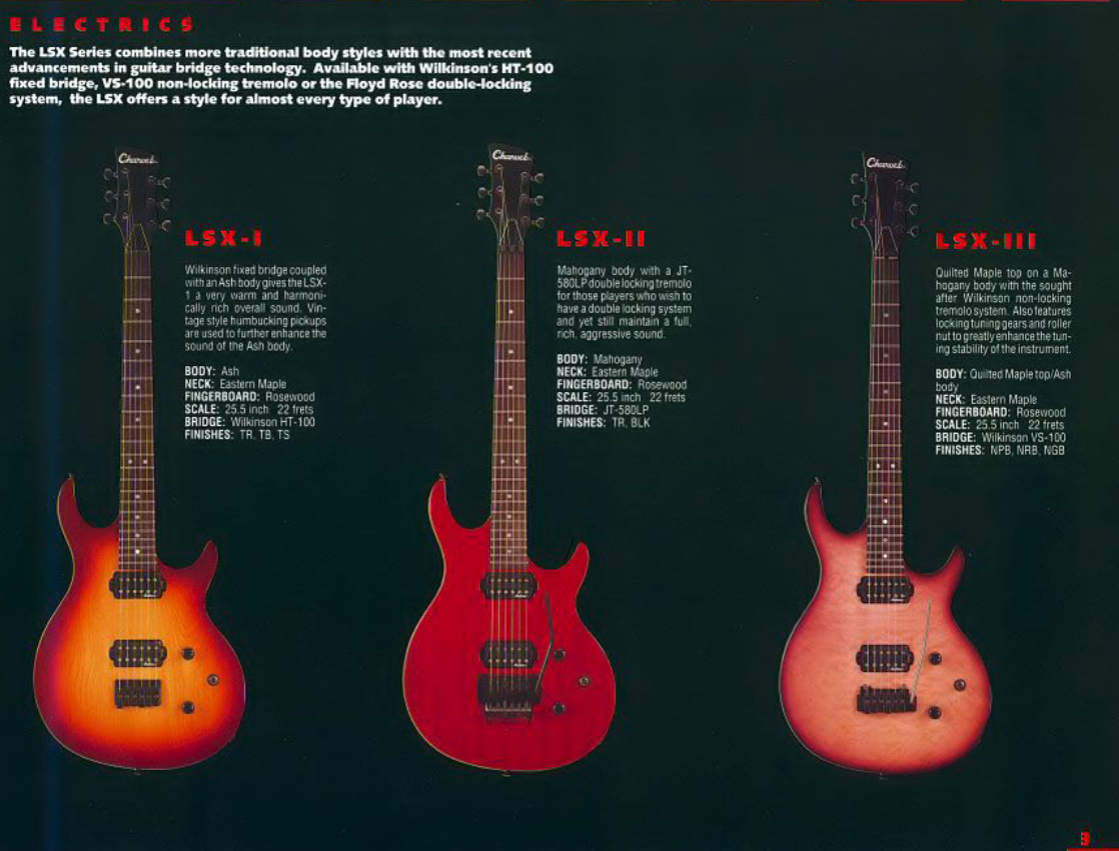 ELECTRICS
The LSX Series combines more traditional body styles with the most recent
advancements in guitar bridge technology. Available with Wilkinson's HT-100
fixed bridge, VS-100 non-locking tremolo or the Floyd Rose double-locking
system, the LSX offers a style for almost every type of player.
Charvel
LSX-I
Wilkinson fixed bridge coupled
with an Ash body gives the LSX-
1 a very warm and harmoni-
cally rich overall sound. Vin-
tage style humbucking pickups
are used to further enhance the
sound of the Ash body.
BODY: Ash
NECK: Eastern Maple
FINGERBOARD: Rosewood
SCALE: 25.5 inch 22 frets
BRIDGE: Wilkinson HT-100
FINISHES: TR, TB, TS
Charvel
LSX-II
Mahogany body with a JT-
580LP double locking tremolo
for those players who wish to
have a double locking system
and yet still maintain a full,
rich, aggressive sound.
BODY: Mahogany
NECK: Eastern Maple
FINGERBOARD: Rosewood
SCALE: 25.5 inch 22 frets
BRIDGE: JT-580LP
FINISHES: TR, BLK
Charvel
LSX-III
Quilted Maple top on a Ma-
hogany body with the sought
after Wilkinson non-locking
tremolo system. Also features
locking tuning gears and roller
nut to greatly enhance the tun-
ing stability of the instrument.
BODY: Quilted Maple top/Ash
body
NECK: Eastern Maple
FINGERBOARD: Rosewood
SCALE: 25.5 inch 22 frets
BRIDGE: Wilkinson VS-100
FINISHES: NPB, NRB, NGB
3